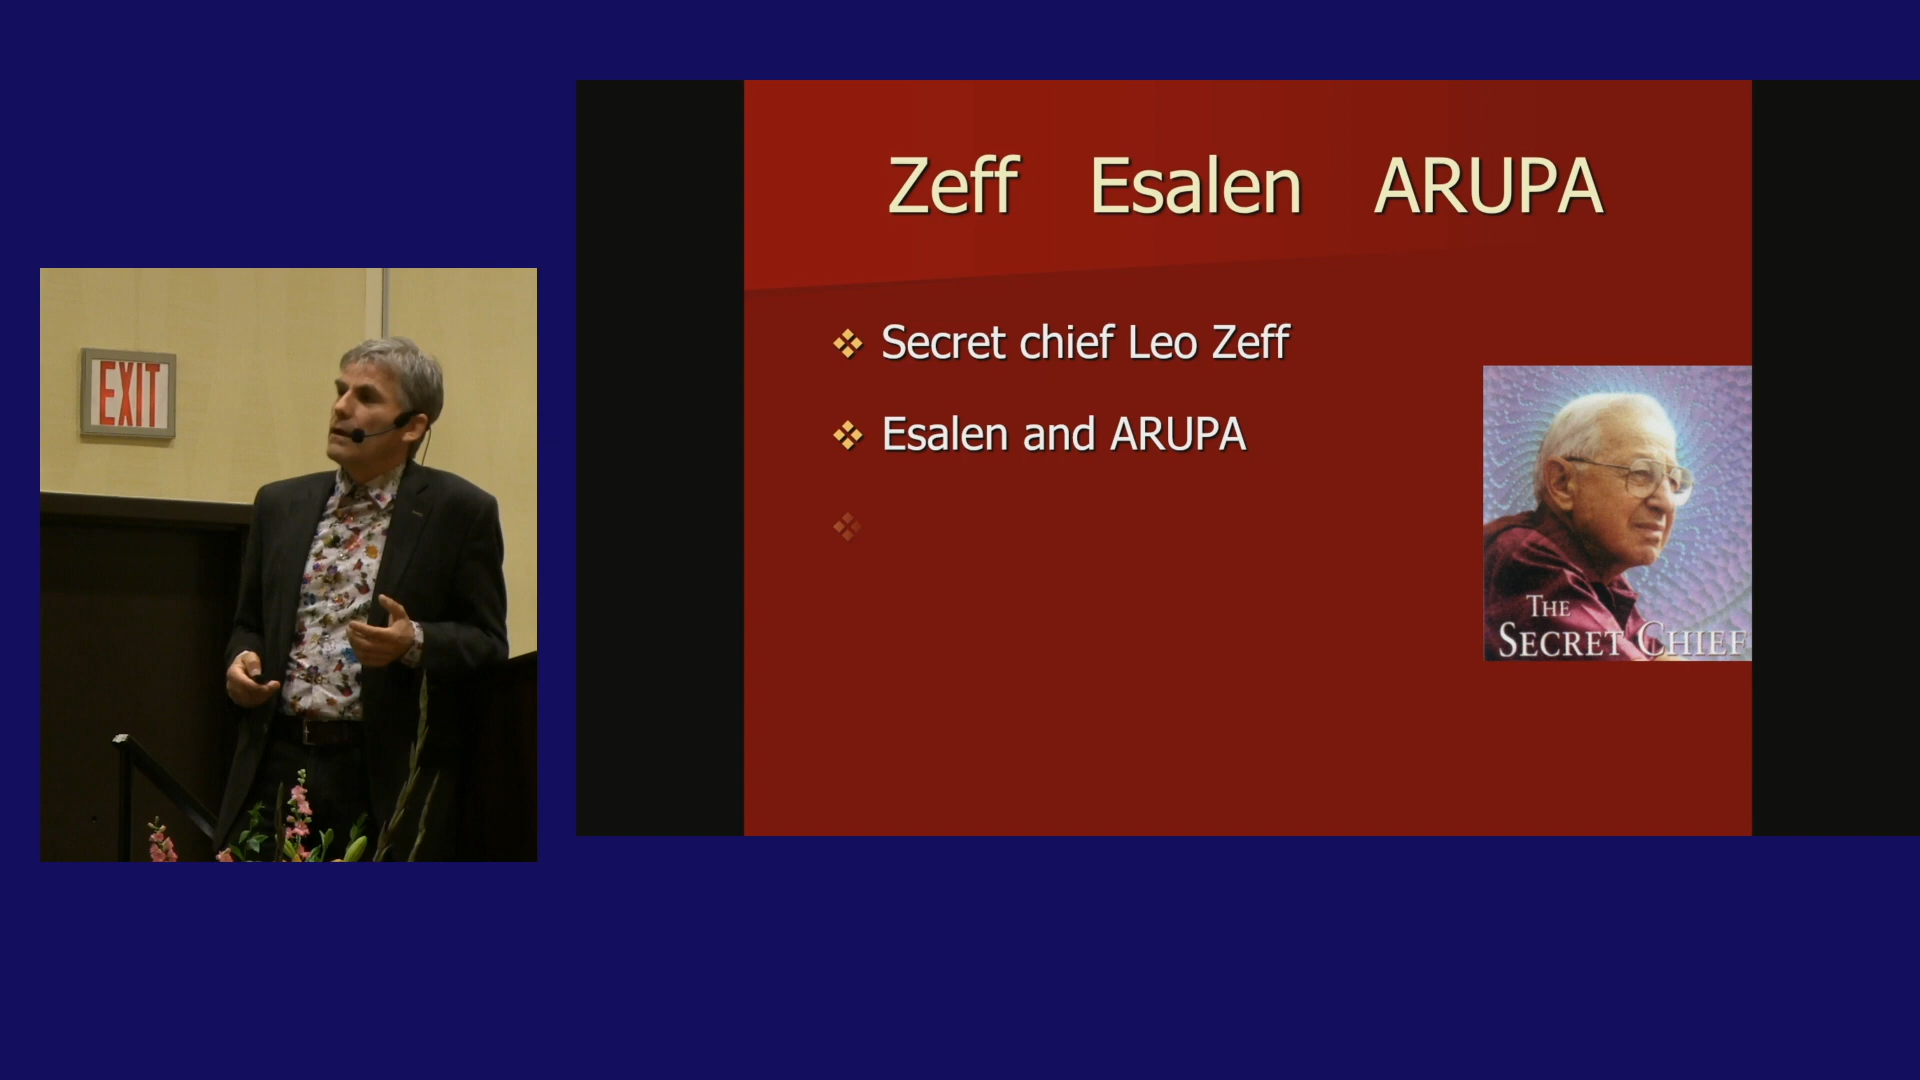 EXIT
Zeff Esalen ARUPA
Secret chief Leo Zeff
Esalen and ARUPA
THE
SECRET CHIEF